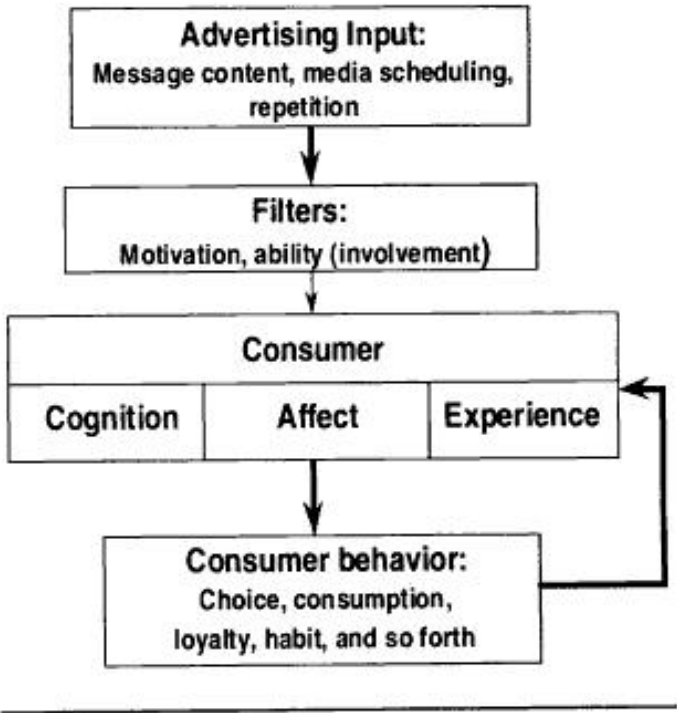 Advertising Input:
Message content, media scheduling,
repetition
Filters:
Motivation, ability (involvement)
Consumer
Cognition
Affect
Experience
Consumer behavior:
Choice, consumption,
loyalty, habit, and so forth